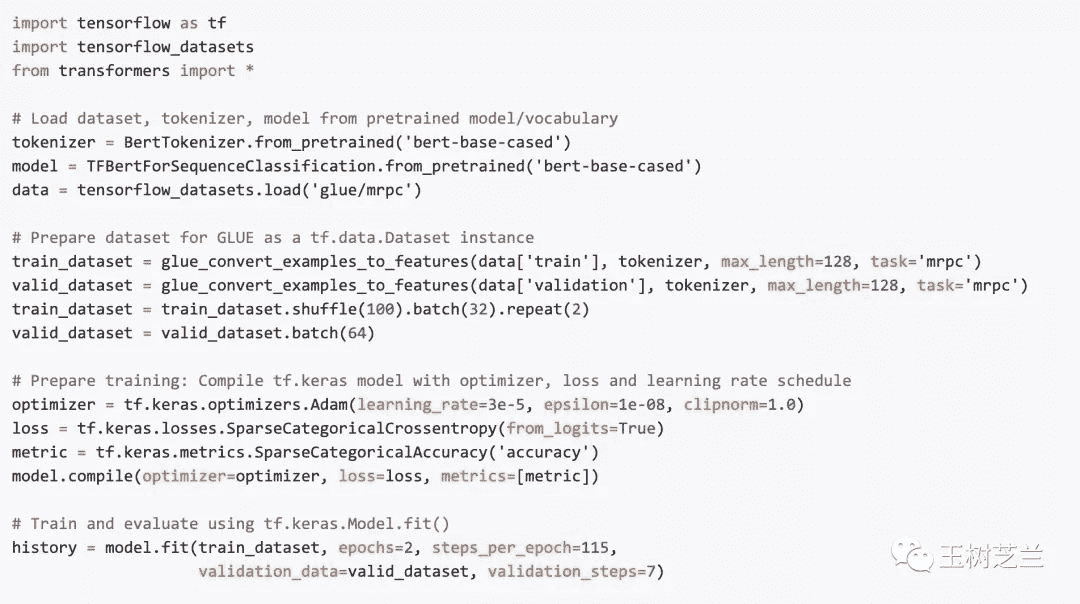 import tensorflow as tf
import tensorflow_datasets
from transformers import *
# Load dataset, tokenizer, model from pretrained model/vocabulary
tokenizer = BertTokenizer.from_pretrained('bert-base-cased')
model = TFBertForSequenceClassification.from_pretrained('bert-base-cased')
data = tensorflow_datasets.load('glue/mrpc')
# Prepare dataset for GLUE as a tf.data.Dataset instance
train_dataset = glue_convert_examples_to_features(data['train'], tokenizer, max_length=128, task='mrpc')
valid_dataset = glue_convert_examples_to_features(data['validation'], tokenizer, max_length=128, task='mrpc')
train_dataset = train_dataset.shuffle(100).batch(32).repeat(2)
valid_dataset = valid_dataset.batch(64)
# Prepare training: Compile tf.keras model with optimizer, loss and learning rate schedule
optimizer = tf.keras.optimizers.Adam(learning_rate=3e-5, epsilon=1e-08, clipnorm=1.0)
loss = tf.keras.losses.SparseCategoricalCrossentropy(from_logits=True)
metric = tf.keras.metrics.SparseCategoricalAccuracy('accuracy')
model.compile(optimizer=optimizer, loss=loss, metrics=[metric])
# Train and evaluate using tf.keras.Model.fit()
history = model.fit(train_dataset, epochs=2, steps_per_epoch=115,
validation_data=valid_dataset, validation_steps=7)
玉树芝兰